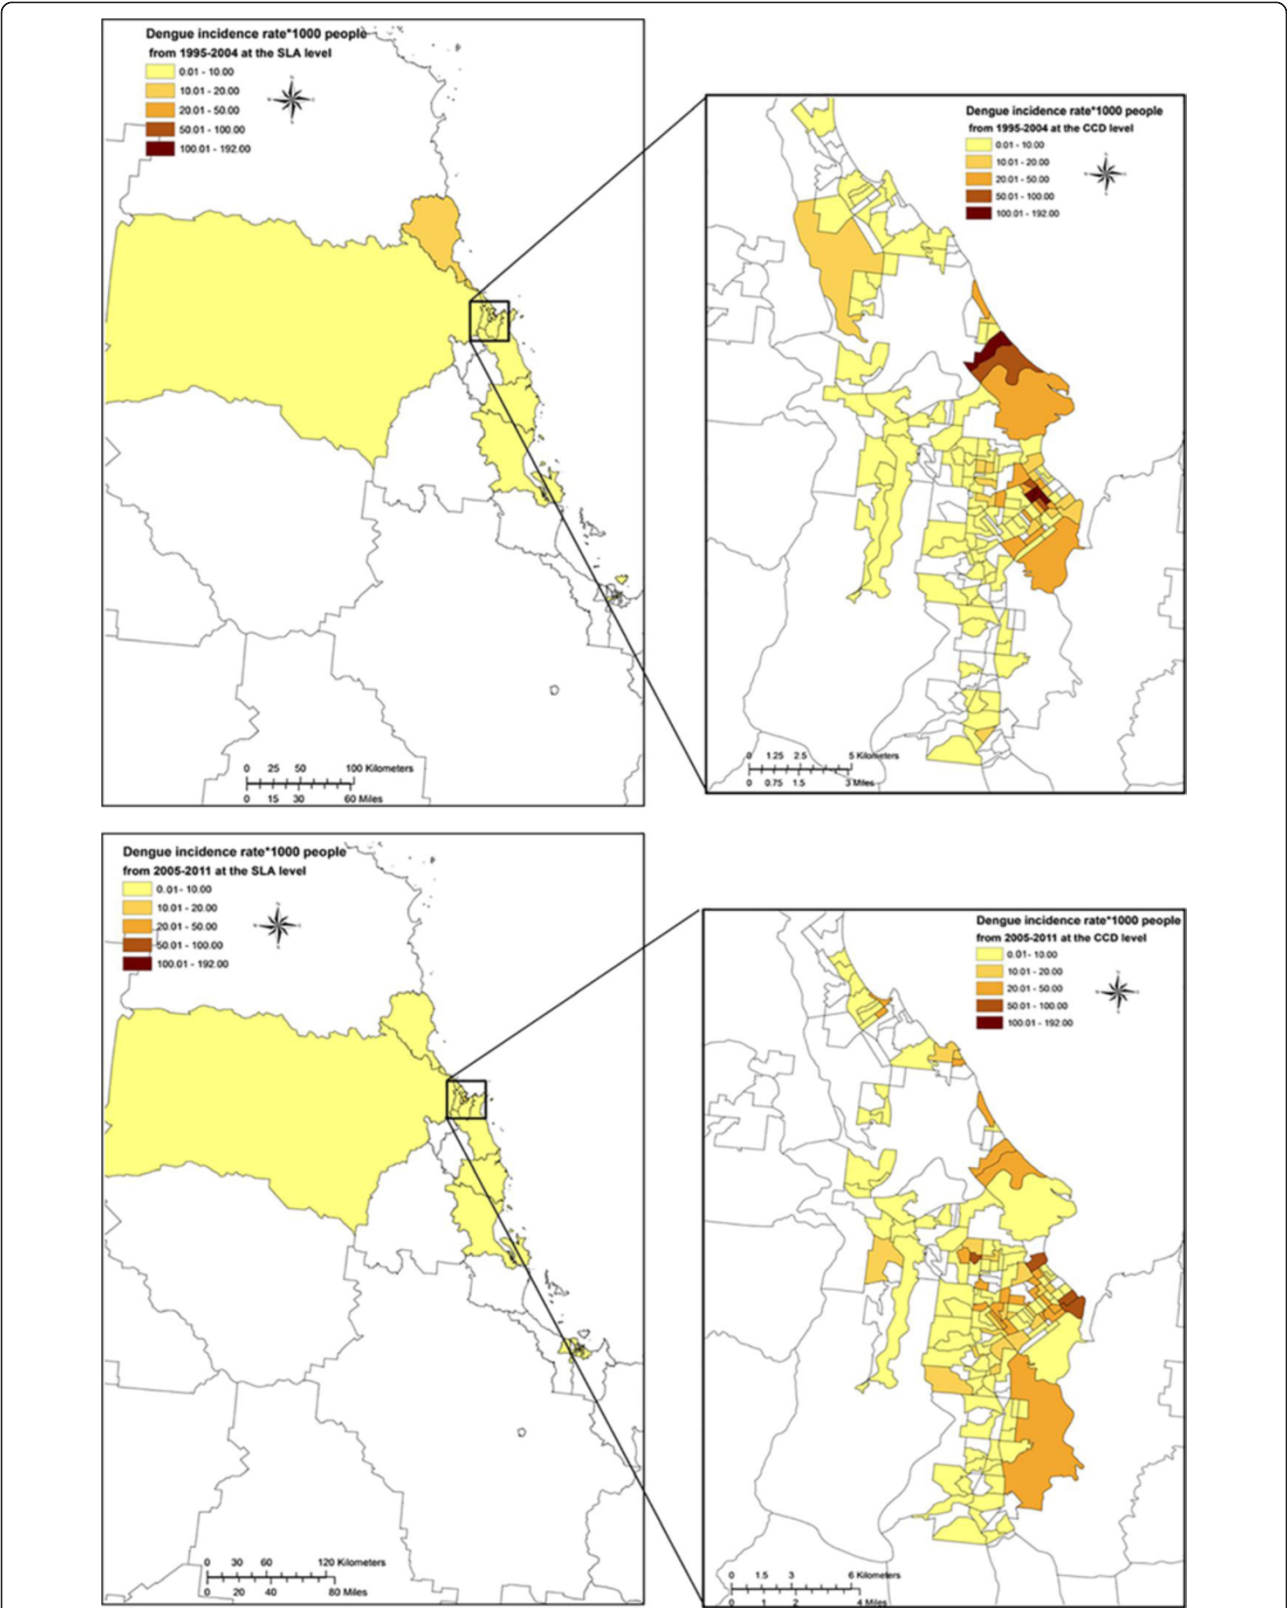 Dengue incidence rate*1000 people
from 1995-2004 at the SLA level
0.01 - 10.00
10.01 - 20.00
20.01 - 50.00
50.01 - 100.00
100.01 - 192.00
0 25 50 100 Kilometers
0 15 30 60 Miles
Dengue incidence rate*1000 people
from 1995-2004 at the CCD level
0.01 - 10.00
10.01 - 20.00
20.01 - 50.00
50.01 - 100.00
100.01 - 192.00
0 1.25 2.5 5 Kilometers
0 0.75 1.5 3 Miles
Dengue incidence rate*1000 people
from 2005-2011 at the SLA level
0.01- 10.00
10.01 - 20.00
20.01 - 50.00
50.01 - 100.00
100.01 - 192.00
0 30 60 120 Kilometers
0 20 40 80 Miles
Dengue incidence rate*1000 people
from 2005-2011 at the CCD level
0.01- 10.00
10.01 - 20.00
20.01 - 50.00
50.01 - 100.00
100.01 - 192.00
0 1.5 3 6 Kilometers
0 1 2 4 Miles